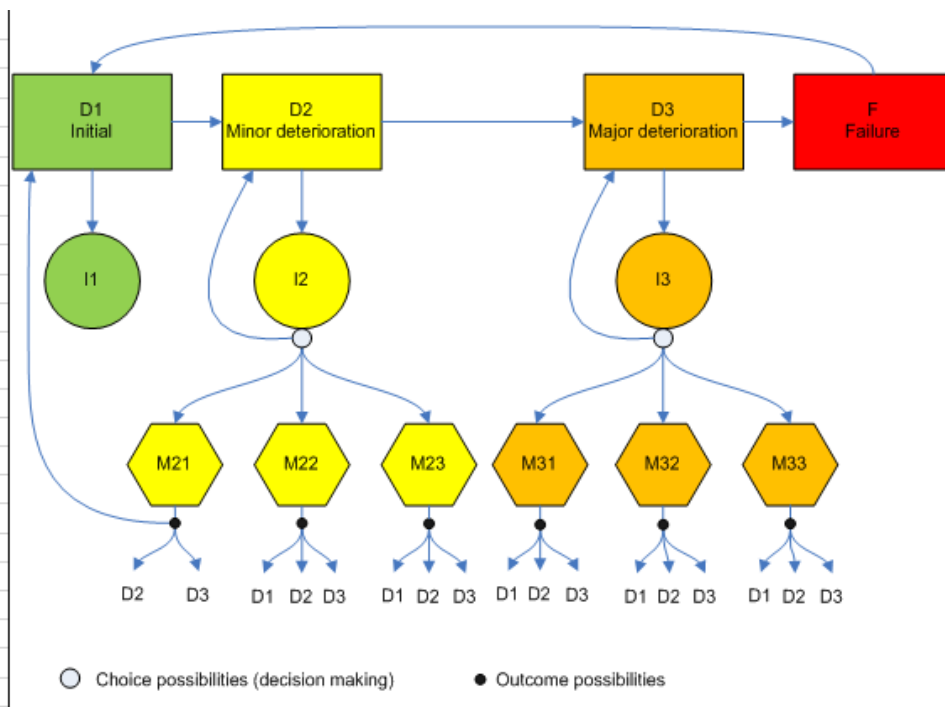 D1
Initial
D2
Minor deterioration
D3
Major deterioration
F
Failure
I1
I2
I3
M21
M22
M23
M31
M32
M33
D2 D3
D1 D2 D3
D1 D2 D3
D1 D2 D3
D1 D2 D3
D1 D2 D3
Choice possibilities (decision making)
Outcome possibilities